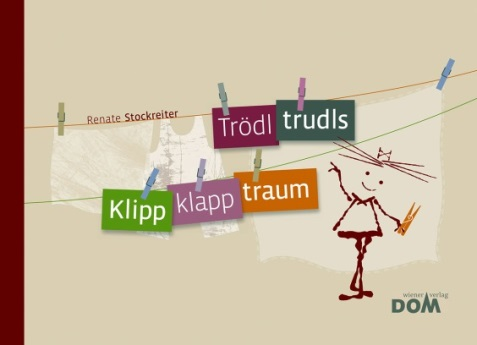 Renate Stockreiter
Trödl trudls
Klipp klapp traum
wiener verlag
DOM